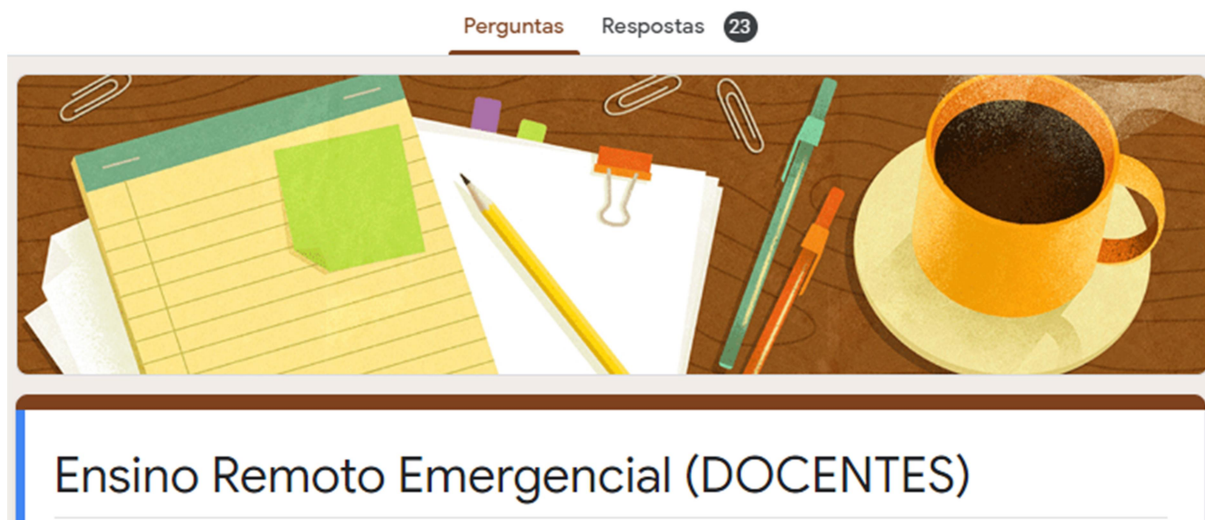 Perguntas Respostas 23
Ensino Remoto Emergencial (DOCENTES)